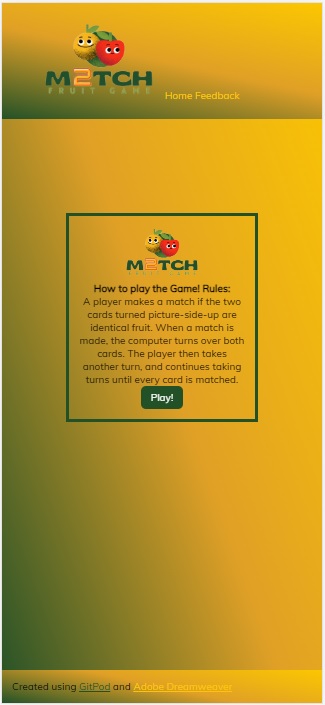 M2TCH
FRUIT GAME
Home Feedback
M2TCH
FRUIT GAME
How to play the Game! Rules:
A player makes a match if the two
cards turned picture-side-up are
identical fruit. When a match is
made, the computer turns over both
cards. The player then takes
another turn, and continues taking
turns until every card is matched.
Play!
Created using GitPod and Adobe Dreamweaver